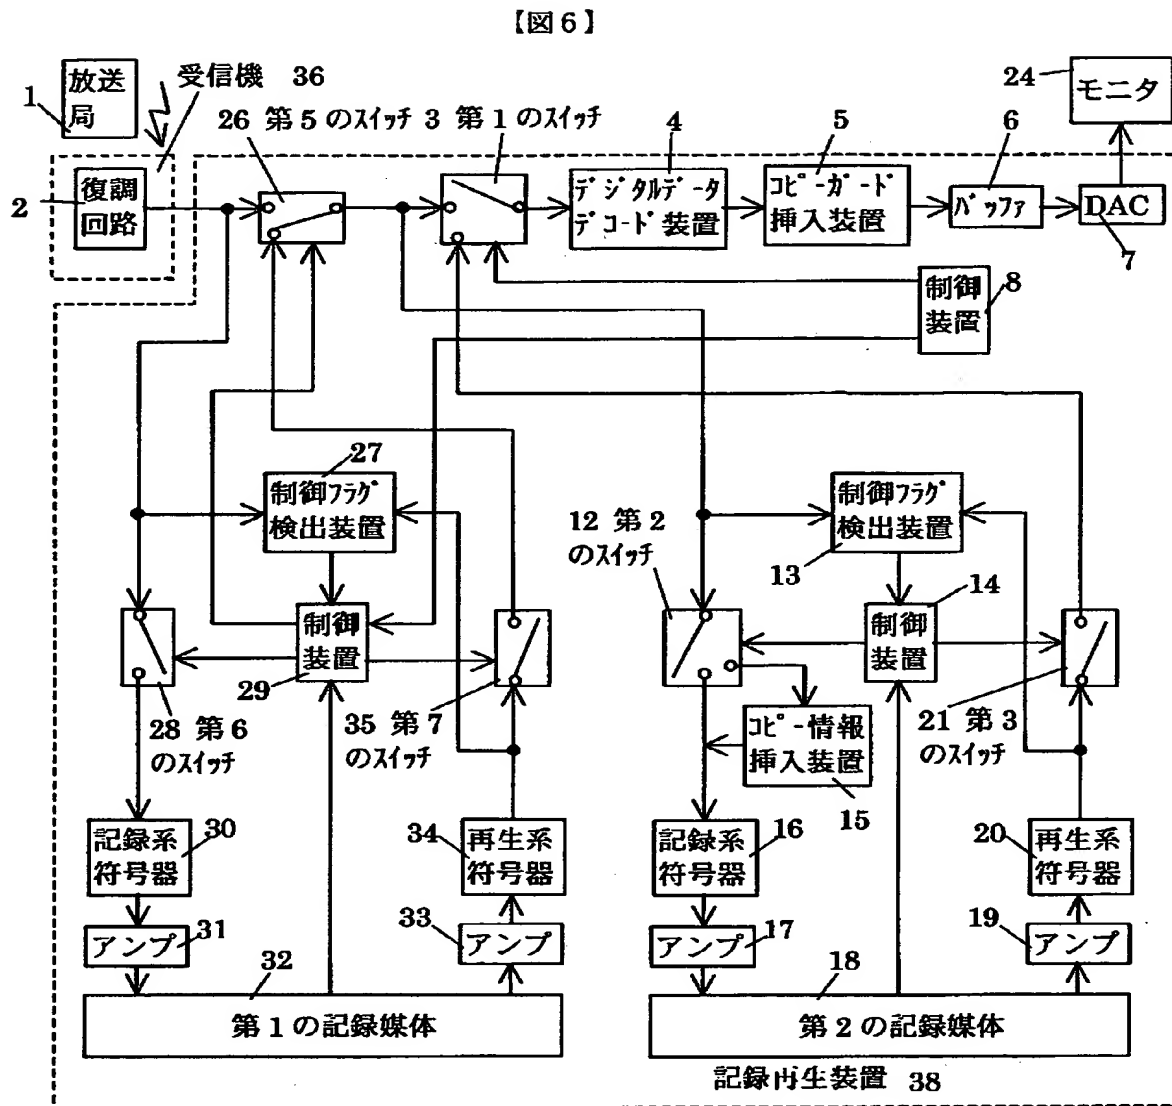 【図6】
放送
局
1
受信機 36
26 第5のスイッチ
3 第1のスイッチ
4
5
6
24
モニタ
2
復調
回路
デジタルデータ
デコード装置
コピーガード
挿入装置
バッファ
DAC
7
制御
装置
8
27
制御フラグ
検出装置
12 第2
のスイッチ
制御フラグ
検出装置
13
14
制御
装置
29
制御
装置
28 第6
のスイッチ
35 第7
のスイッチ
コピー情報
挿入装置
15
21 第3
のスイッチ
記録系
符号器
30
34
再生系
符号器
記録系
符号器
16
20
再生系
符号器
アンプ
31
33
アンプ
アンプ
17
19
アンプ
32
第1の記録媒体
18
第2の記録媒体
記録再生装置 38